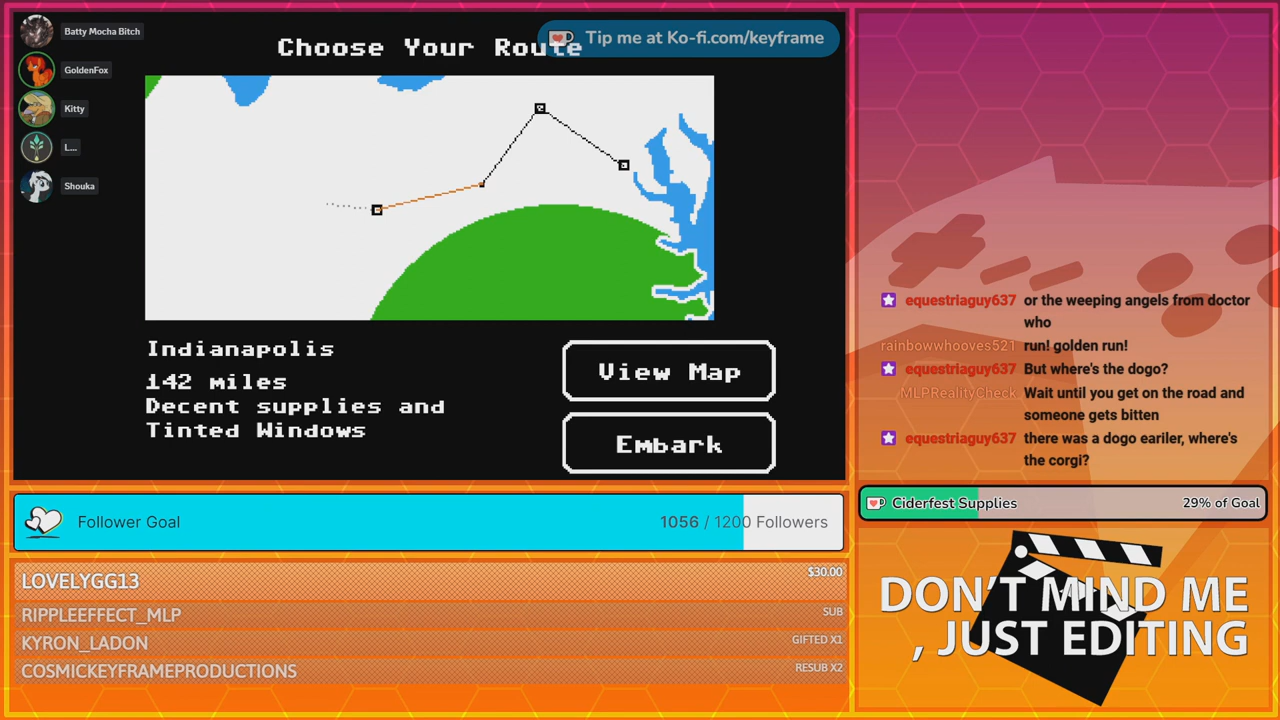 Batty Mocha Bitch
GoldenFox
Kitty
L...
Shouka
Choose Your Route
Tip me at Ko-fi.com/keyframe
Indianapolis
142 miles
Decent supplies and
Tinted Windows
View Map
Embark
equestriaguy637 or the weeping angels from doctor
who
rainbowwhooves521 run! golden run!
equestriaguy637 But where's the dogo?
MLPRealityCheck Wait until you get on the road and
someone gets bitten
equestriaguy637 there was a dogo eariler, where's
the corgi?
Follower Goal 1056 / 1200 Followers
Ciderfest Supplies 29% of Goal
LOVELYGG13 $30.00
RIPPLEEFFECT_MLP SUB
KYRON_LADON GIFTED X1
COSMICKEYFRAMEPRODUCTIONS RESUB X2
DON'T MIND ME
, JUST EDITING